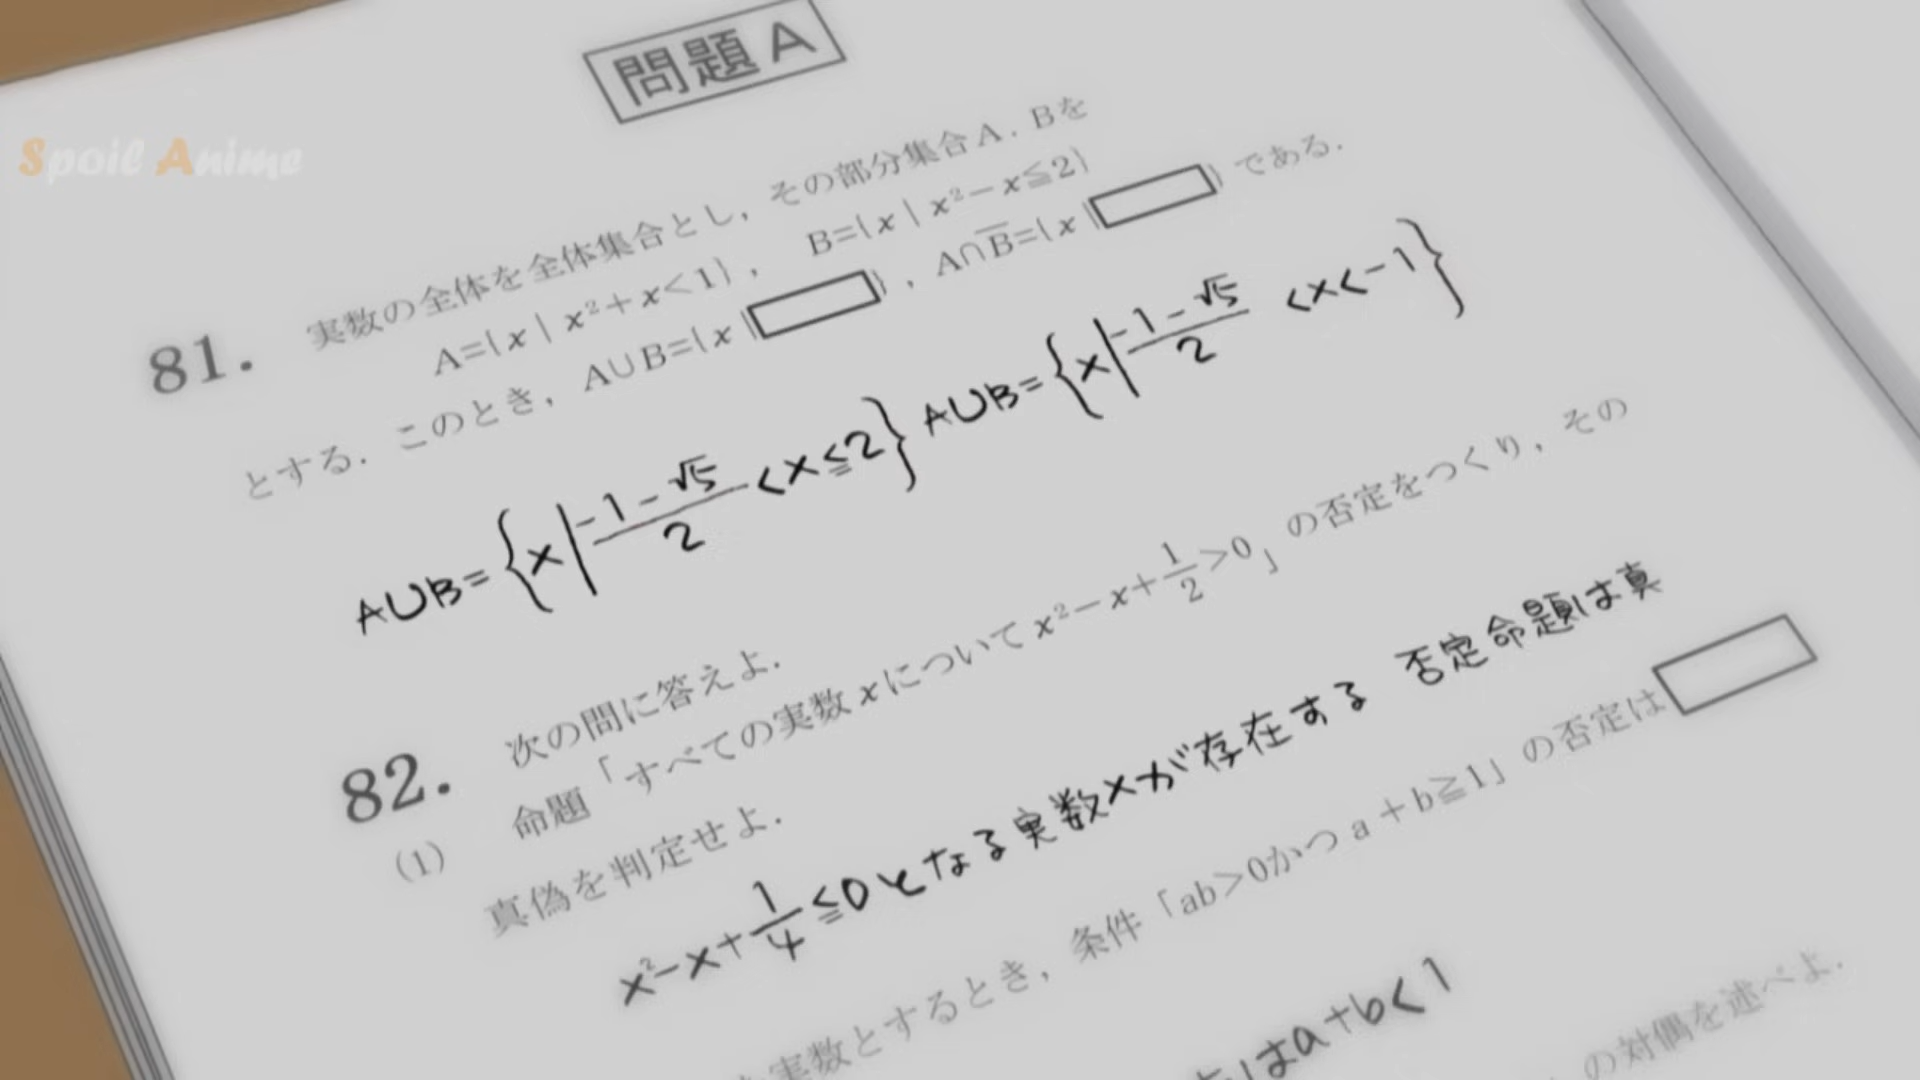 問題A
Spoil Anime
81. 実数の全体を全体集合とし，その部分集合A．Bを
A={x | x²+x<1}， B={x | x²−x≦2}
とする．このとき，A∪B={x | }，A∩B̅={x | }である．
A∪B={x | (-1-√5)/2 <x≦2} A∪B={x | (-1-√5)/2 <x<-1}
82. 次の問に答えよ．
(1) 命題「すべての実数xについて x²−x+1/2>0」の否定をつくり，その
真偽を判定せよ．
x²-x+1/4≦0となる実数xが存在する 否定命題は真
実数とするとき，条件「ab>0かつ a+b≧1」の否定は
はa+b<1
の対偶を述べよ．